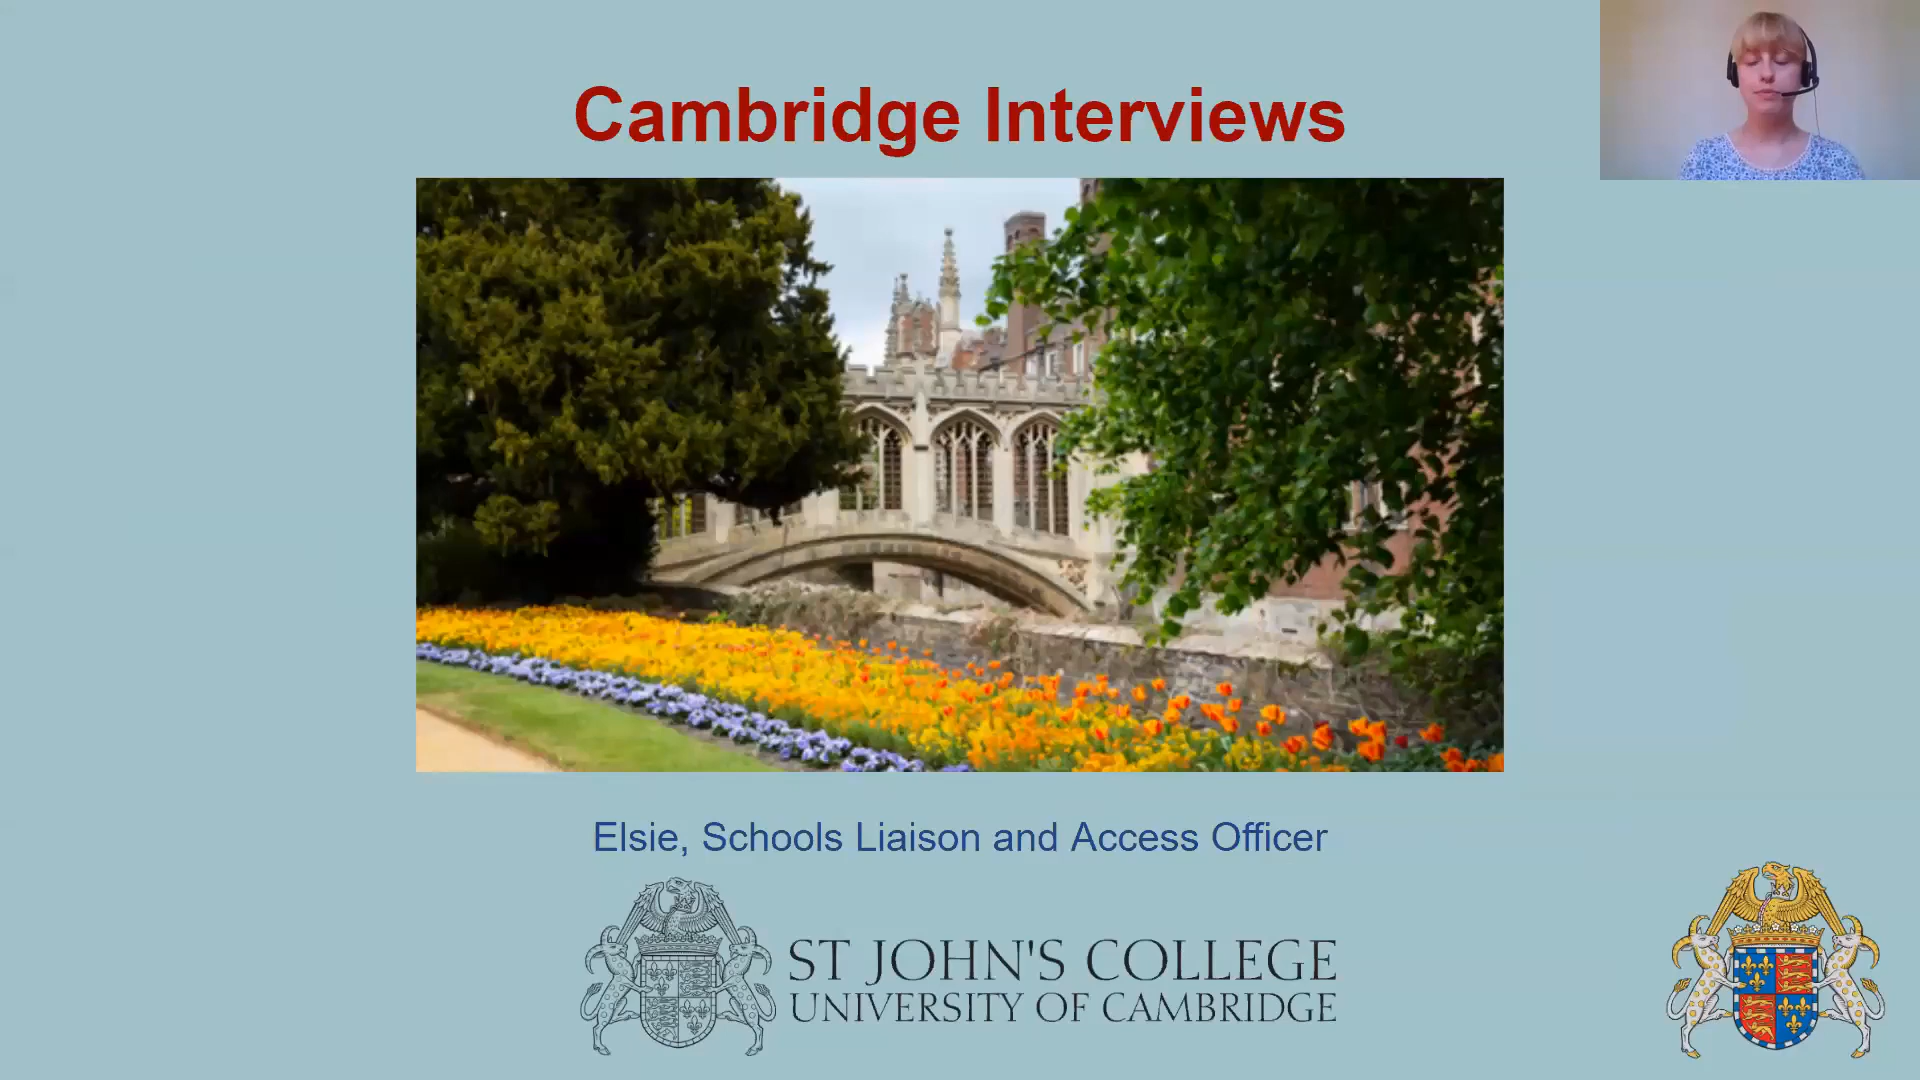 Cambridge Interviews
Elsie, Schools Liaison and Access Officer
ST JOHN'S COLLEGE
UNIVERSITY OF CAMBRIDGE